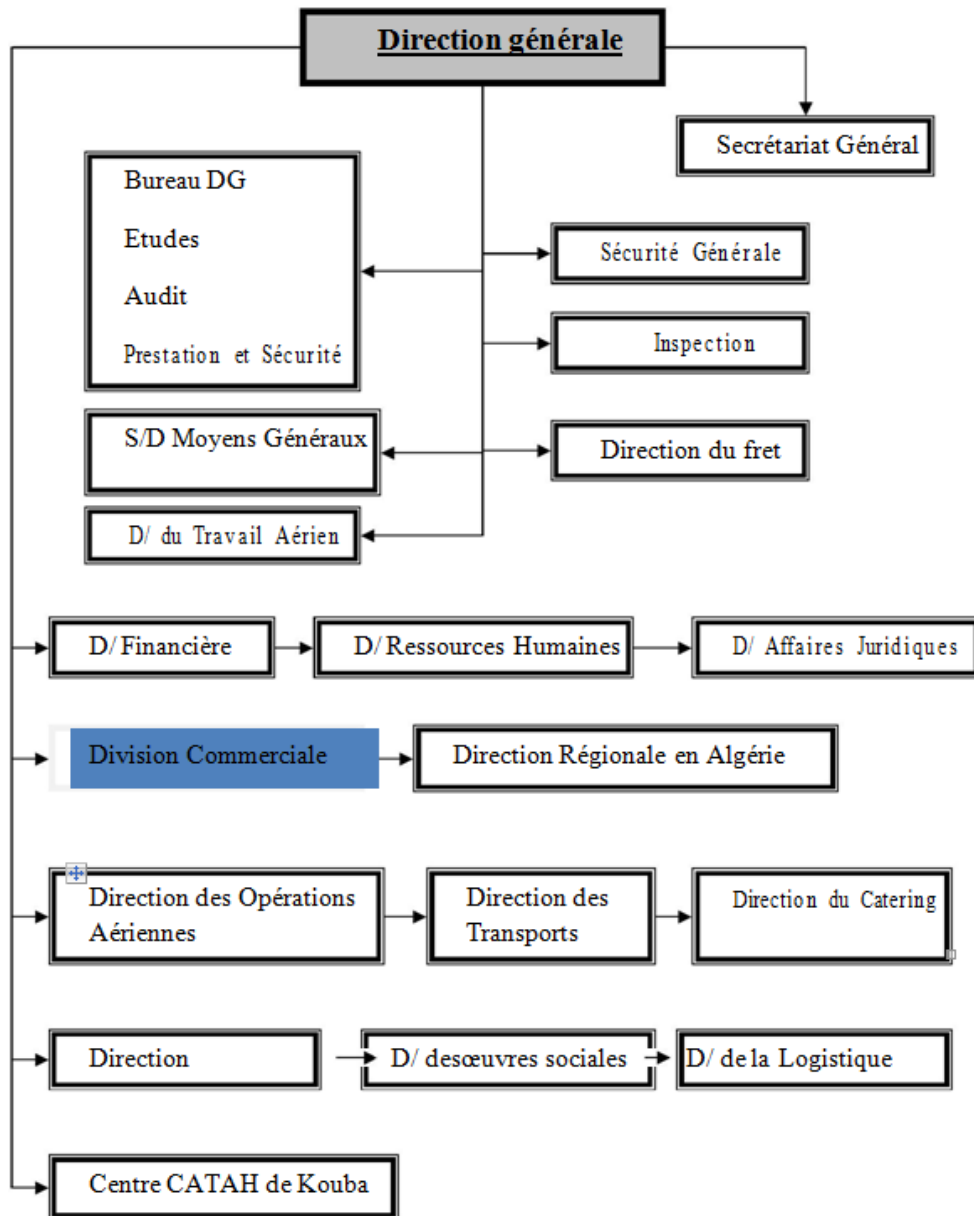 Direction générale
Secrétariat Général
Bureau DG
Etudes
Audit
Prestation et Sécurité
Sécurité Générale
Inspection
S/D Moyens Généraux
Direction du fret
D/ du Travail Aérien
D/ Financière
D/ Ressources Humaines
D/ Affaires Juridiques
Division Commerciale
Direction Régionale en Algérie
Direction des Opérations
Aériennes
Direction des
Transports
Direction du Catering
Direction
D/ desœuvres sociales
D/ de la Logistique
Centre CATAH de Kouba